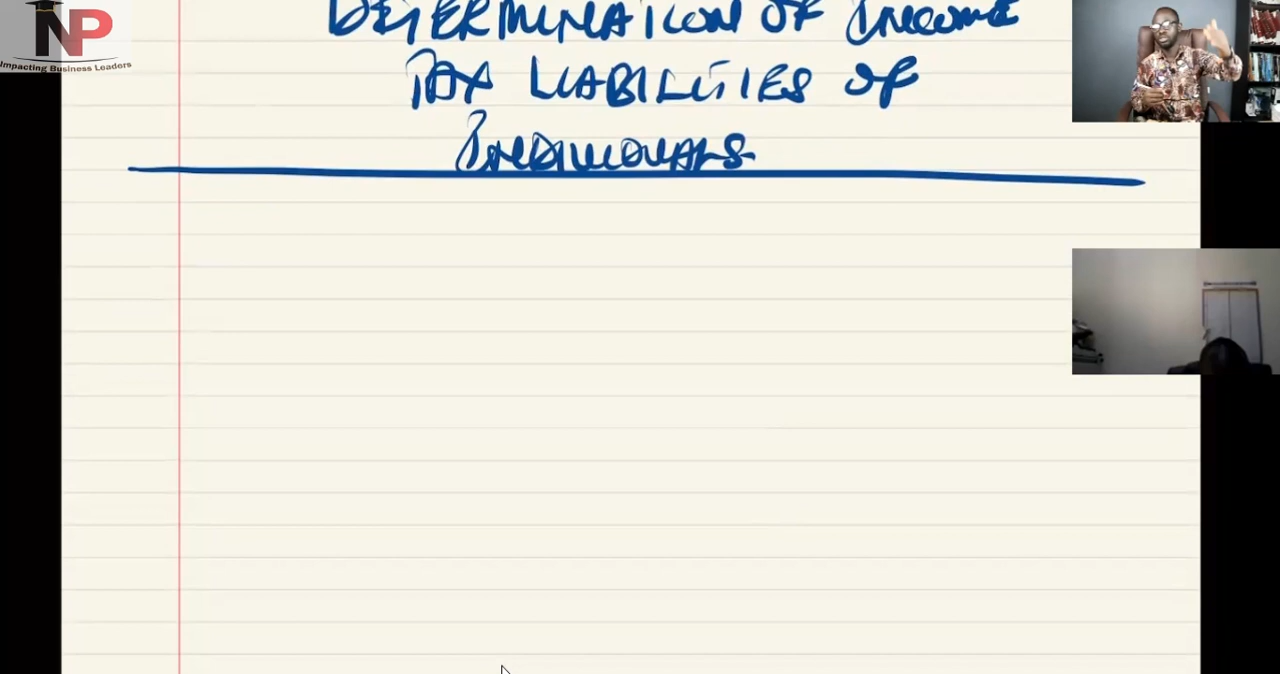 NP
Impacting Business Leaders
DETERMINATION OF INCOME
TAX LIABILITIES OF
INDIVIDUALS